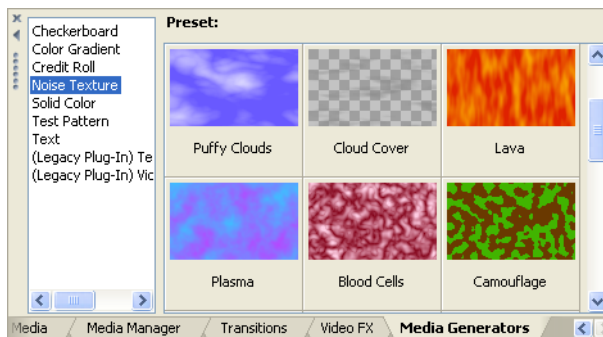 Preset:
Checkerboard
Color Gradient
Credit Roll
Noise Texture
Solid Color
Test Pattern
Text
(Legacy Plug-In) Te
(Legacy Plug-In) Vic
Puffy Clouds
Cloud Cover
Lava
Plasma
Blood Cells
Camouflage
Media
Media Manager
Transitions
Video FX
Media Generators